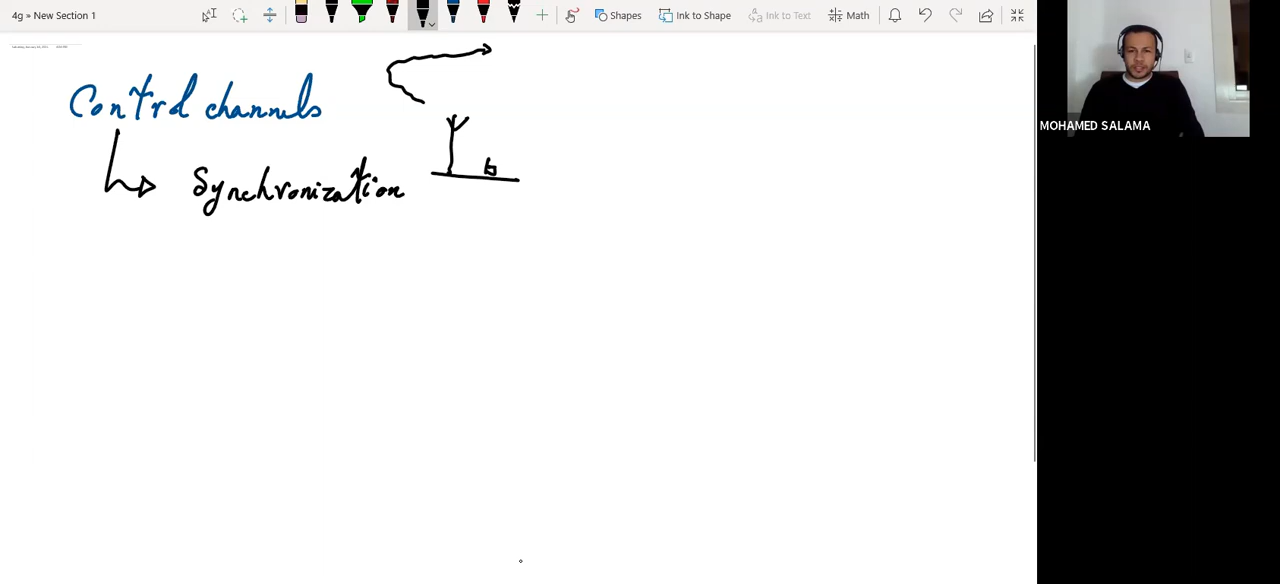 4g » New Section 1
Shapes
Ink to Shape
Ink to Text
Math
Control channels
Synchronization
MOHAMED SALAMA